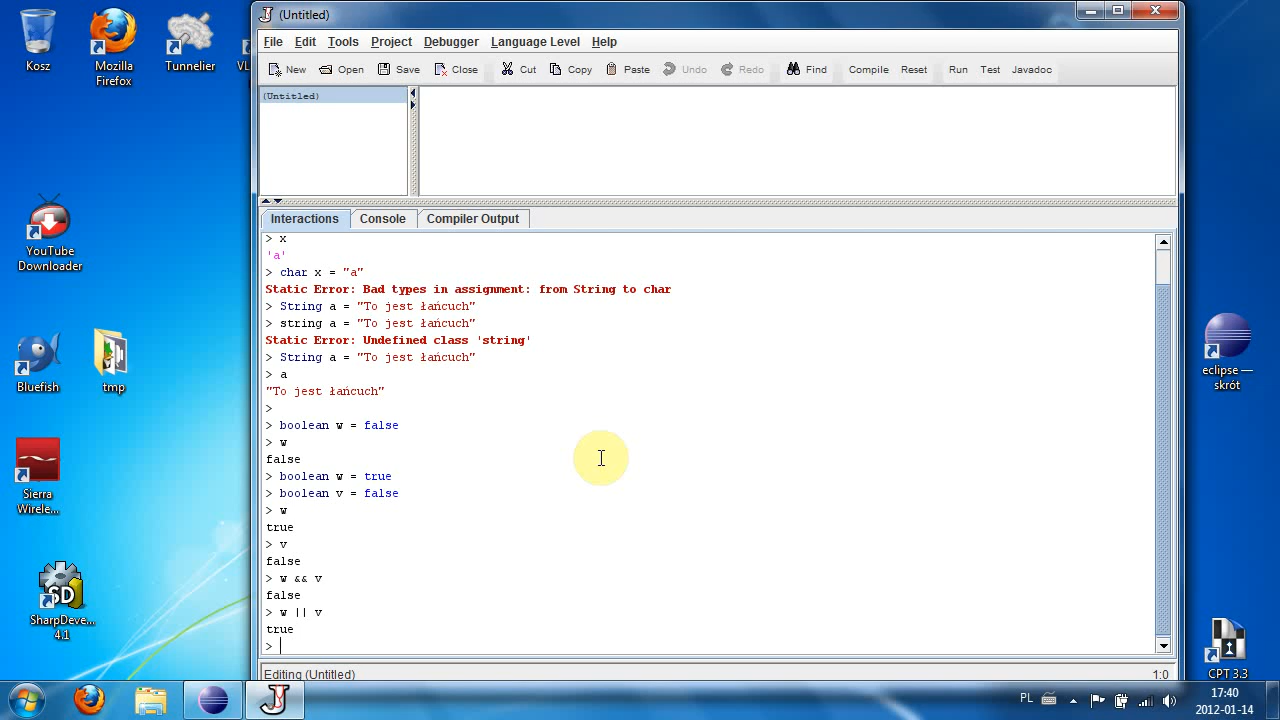 (Untitled)
File Edit Tools Project Debugger Language Level Help
New Open Save Close Cut Copy Paste Undo Redo Find Compile Reset Run Test Javadoc
(Untitled)
Interactions Console Compiler Output
> x
'a'
> char x = "a"
Static Error: Bad types in assignment: from String to char
> String a = "To jest łańcuch"
> string a = "To jest łańcuch"
Static Error: Undefined class 'string'
> String a = "To jest łańcuch"
> a
"To jest łańcuch"
>
> boolean w = false
> w
false
> boolean w = true
> boolean v = false
> w
true
> v
false
> w && v
false
> w || v
true
>
Editing (Untitled) 1:0
Kosz
Mozilla
Firefox
Tunnelier
VL
YouTube
Downloader
Bluefish
tmp
Sierra
Wirele...
SharpDeve...
4.1
eclipse —
skrót
CPT 3.3
PL
17:40
2012-01-14